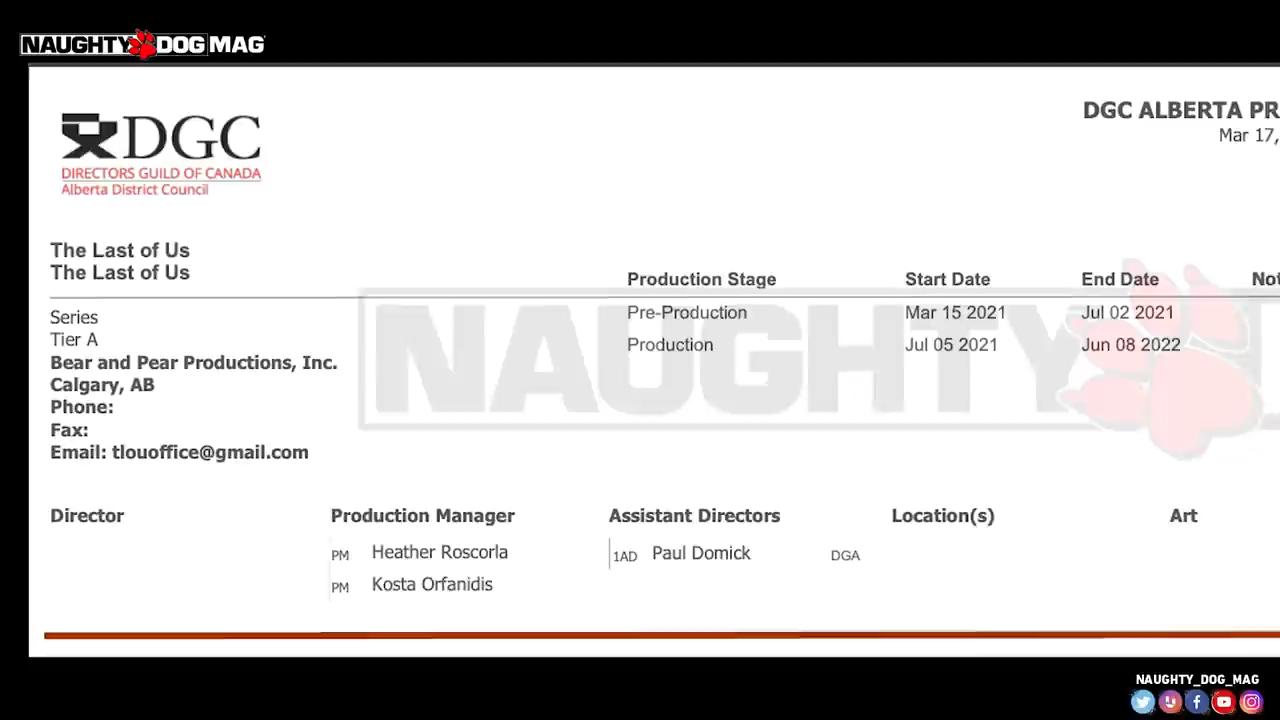 NAUGHTY DOG MAG
DGC
DIRECTORS GUILD OF CANADA
Alberta District Council
DGC ALBERTA PR
Mar 17,
The Last of Us
The Last of Us
Production Stage Start Date End Date Not
Pre-Production Mar 15 2021 Jul 02 2021
Production Jul 05 2021 Jun 08 2022
Series
Tier A
Bear and Pear Productions, Inc.
Calgary, AB
Phone:
Fax:
Email: tlouoffice@gmail.com
NAUGHTY
Director Production Manager Assistant Directors Location(s) Art
PM Heather Roscorla 1AD Paul Domick DGA
PM Kosta Orfanidis
NAUGHTY_DOG_MAG